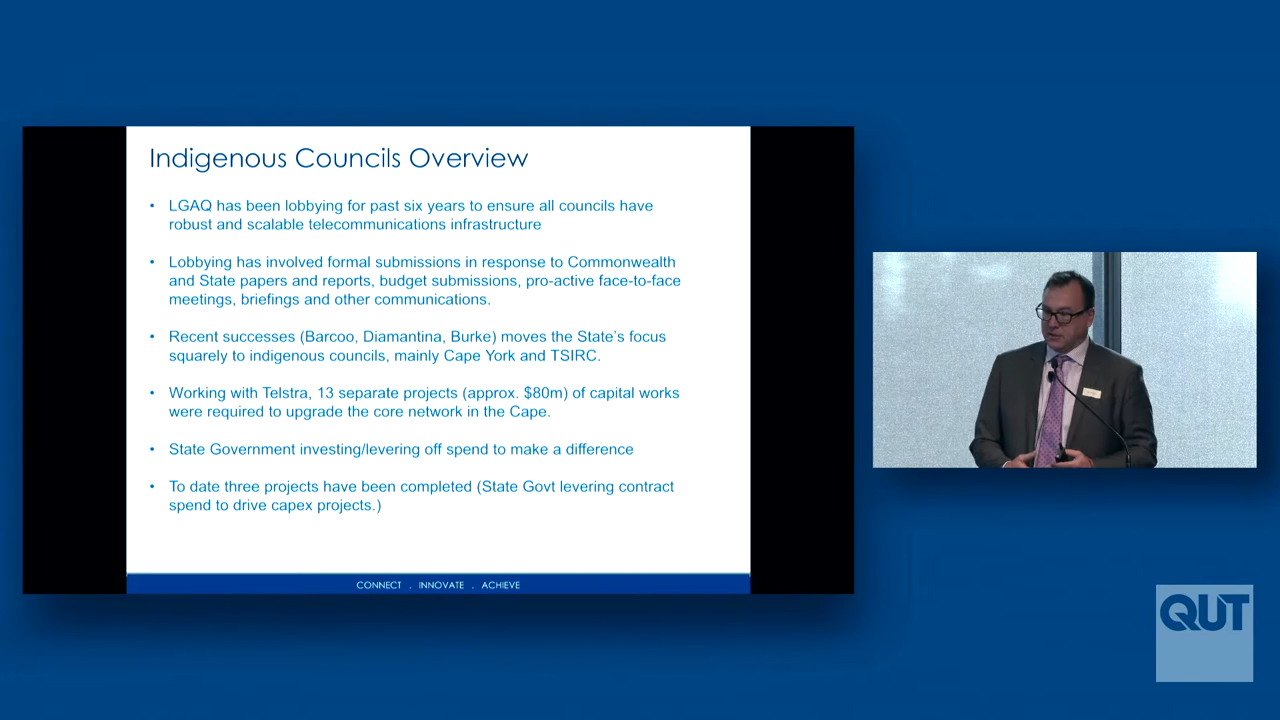 Indigenous Councils Overview
• LGAQ has been lobbying for past six years to ensure all councils have
robust and scalable telecommunications infrastructure
• Lobbying has involved formal submissions in response to Commonwealth
and State papers and reports, budget submissions, pro-active face-to-face
meetings, briefings and other communications.
• Recent successes (Barcoo, Diamantina, Burke) moves the State's focus
squarely to indigenous councils, mainly Cape York and TSIRC.
• Working with Telstra, 13 separate projects (approx. $80m) of capital works
were required to upgrade the core network in the Cape.
• State Government investing/levering off spend to make a difference
• To date three projects have been completed (State Govt levering contract
spend to drive capex projects.)
CONNECT . INNOVATE . ACHIEVE
QUT